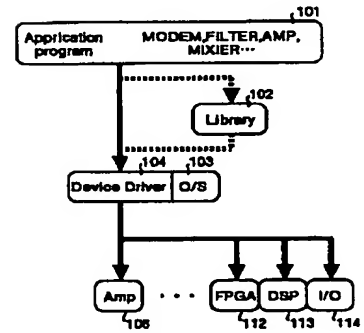 101
Apprication MODEM,FILTER,AMP,
program MIXIER···
102
Library
104 103
Device Driver O/S
Amp ··· FPGA DSP I/O
105 112 113 114